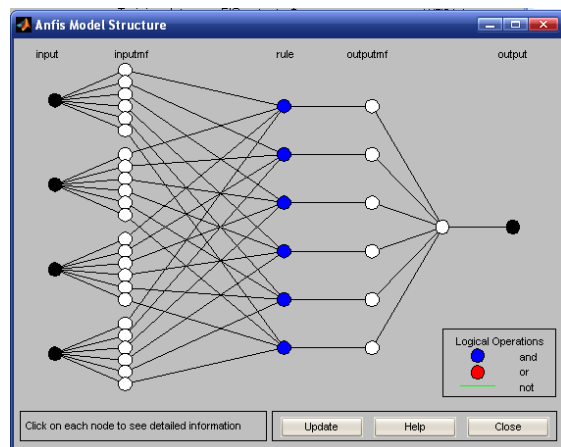 Anfis Model Structure
input inputmf rule outputmf output
Logical Operations
and
or
not
Click on each node to see detailed information
Update Help Close